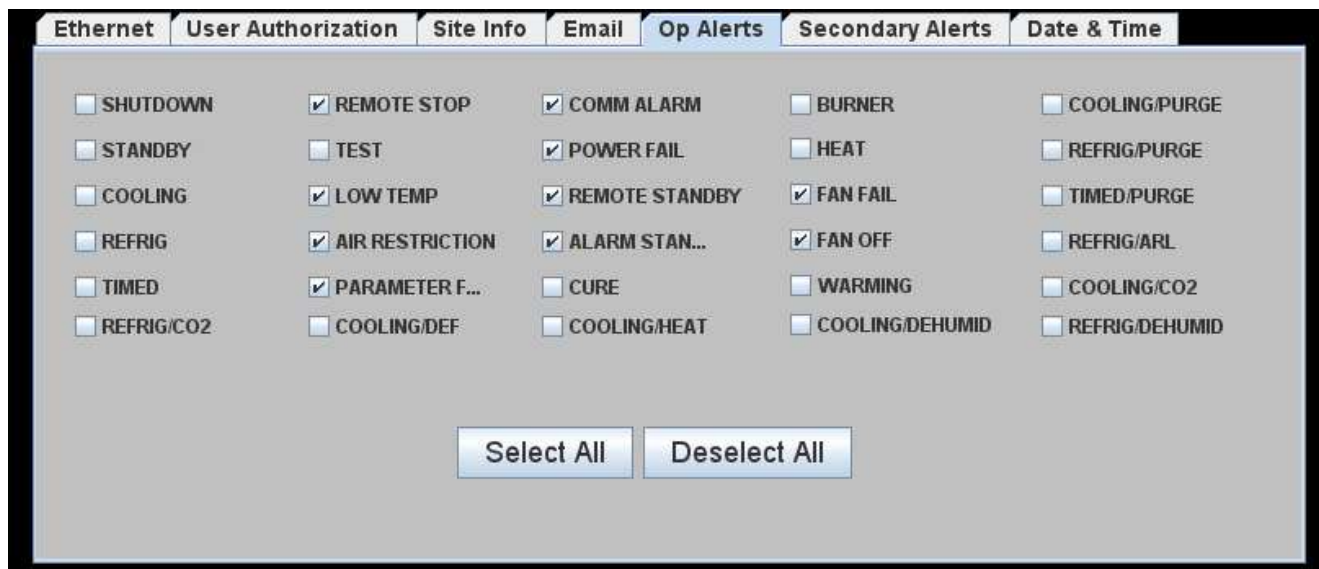 Ethernet User Authorization Site Info Email Op Alerts Secondary Alerts Date & Time
SHUTDOWN REMOTE STOP COMM ALARM BURNER COOLING/PURGE
STANDBY TEST POWER FAIL HEAT REFRIG/PURGE
COOLING LOW TEMP REMOTE STANDBY FAN FAIL TIMED/PURGE
REFRIG AIR RESTRICTION ALARM STAN... FAN OFF REFRIG/ARL
TIMED PARAMETER F... CURE WARMING COOLING/CO2
REFRIG/CO2 COOLING/DEF COOLING/HEAT COOLING/DEHUMID REFRIG/DEHUMID
Select All Deselect All